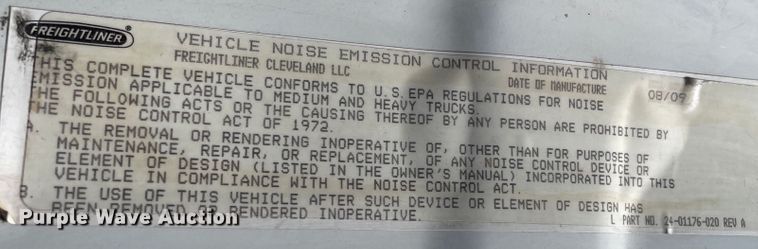 FREIGHTLINER
VEHICLE NOISE EMISSION CONTROL INFORMATION
FREIGHTLINER CLEVELAND LLC
DATE OF MANUFACTURE 08/09
THIS COMPLETE VEHICLE CONFORMS TO U.S.EPA REGULATIONS FOR NOISE
EMISSION APPLICABLE TO MEDIUM AND HEAVY TRUCKS.
THE FOLLOWING ACTS OR THE CAUSING THEREOF BY ANY PERSON ARE PROHIBITED BY
THE NOISE CONTROL ACT OF 1972.
A. THE REMOVAL OR RENDERING INOPERATIVE OF, OTHER THAN FOR PURPOSES OF
MAINTENANCE, REPAIR, OR REPLACEMENT, OF ANY NOISE CONTROL DEVICE OR
ELEMENT OF DESIGN (LISTED IN THE OWNER'S MANUAL) INCORPORATED INTO THIS
VEHICLE IN COMPLIANCE WITH THE NOISE CONTROL ACT.
B. THE USE OF THIS VEHICLE AFTER SUCH DEVICE OR ELEMENT OF DESIGN HAS
BEEN REMOVED OR RENDERED INOPERATIVE.
L PART NO. 24-01176-020 REV A
Purple Wave Auction